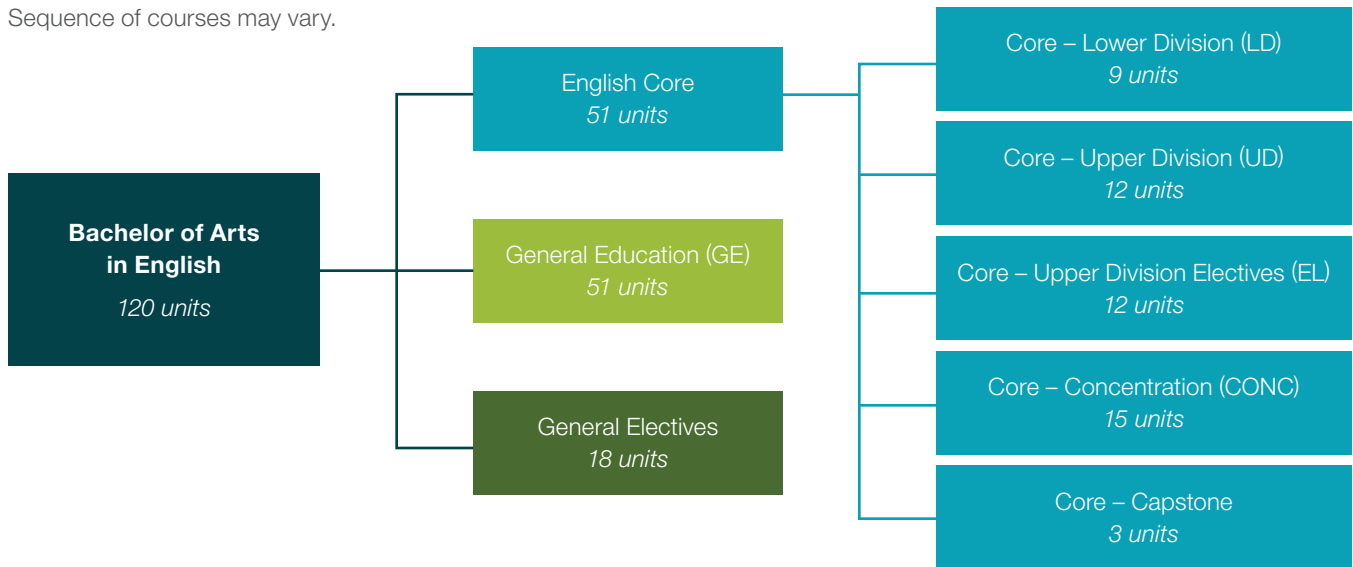 Sequence of courses may vary.
Bachelor of Arts
in English
120 units
English Core
51 units
General Education (GE)
51 units
General Electives
18 units
Core – Lower Division (LD)
9 units
Core – Upper Division (UD)
12 units
Core – Upper Division Electives (EL)
12 units
Core – Concentration (CONC)
15 units
Core – Capstone
3 units